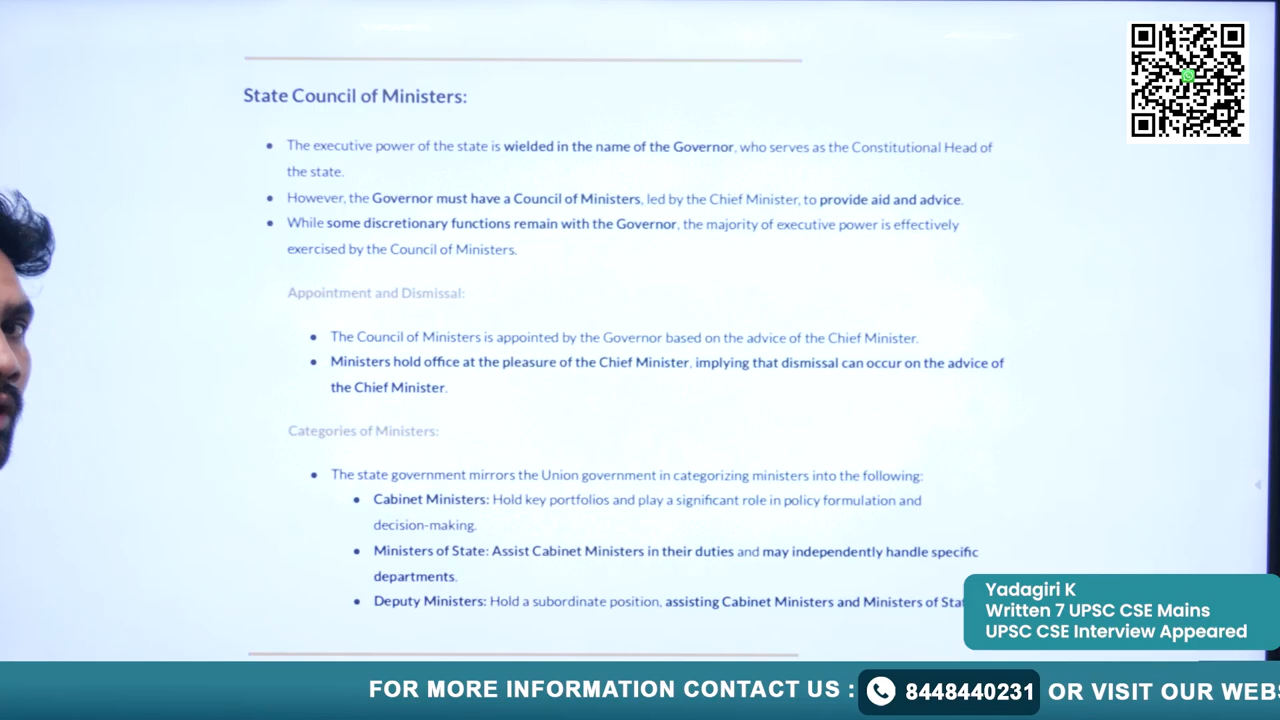 State Council of Ministers:
The executive power of the state is wielded in the name of the Governor, who serves as the Constitutional Head of
the state.
However, the Governor must have a Council of Ministers, led by the Chief Minister, to provide aid and advice.
While some discretionary functions remain with the Governor, the majority of executive power is effectively
exercised by the Council of Ministers.
Appointment and Dismissal:
The Council of Ministers is appointed by the Governor based on the advice of the Chief Minister.
Ministers hold office at the pleasure of the Chief Minister, implying that dismissal can occur on the advice of
the Chief Minister.
Categories of Ministers:
The state government mirrors the Union government in categorizing ministers into the following:
Cabinet Ministers: Hold key portfolios and play a significant role in policy formulation and
decision-making.
Ministers of State: Assist Cabinet Ministers in their duties and may independently handle specific
departments.
Deputy Ministers: Hold a subordinate position, assisting Cabinet Ministers and Ministers of
Yadagiri K
Written 7 UPSC CSE Mains
UPSC CSE Interview Appeared
FOR MORE INFORMATION CONTACT US : 8448440231 OR VISIT OUR